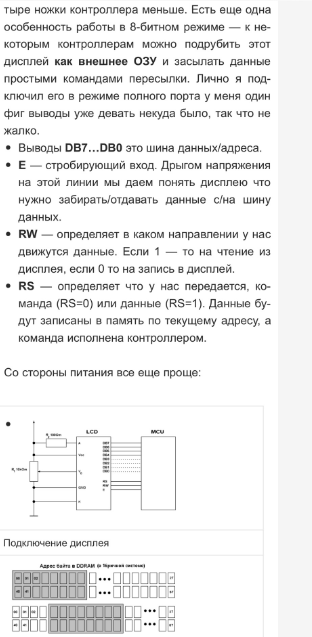 тыре ножки контроллера меньше. Есть еще одна
особенность работы в 8-битном режиме — к не-
которым контроллерам можно подрубить этот
дисплей как внешнее ОЗУ и засылать данные
простыми командами пересылки. Лично я под-
ключил его в режиме полного порта у меня один
фиг выводы уже девать некуда было, так что не
жалко.
• Выводы DB7…DB0 это шина данных/адреса.
• E — стробирующий вход. Дрыгом напряжения
на этой линии мы даем понять дисплею что
нужно забирать/отдавать данные с/на шину
данных.
• RW — определяет в каком направлении у нас
движутся данные. Если 1 — то на чтение из
дисплея, если 0 то на запись в дисплей.
• RS — определяет что у нас передается, ко-
манда (RS=0) или данные (RS=1). Данные бу-
дут записаны в память по текущему адресу, а
команда исполнена контроллером.
Со стороны питания все еще проще:
LCD MCU
GND
Подключение дисплея
Адрес байта в DDRAM (в 16ричной системе)